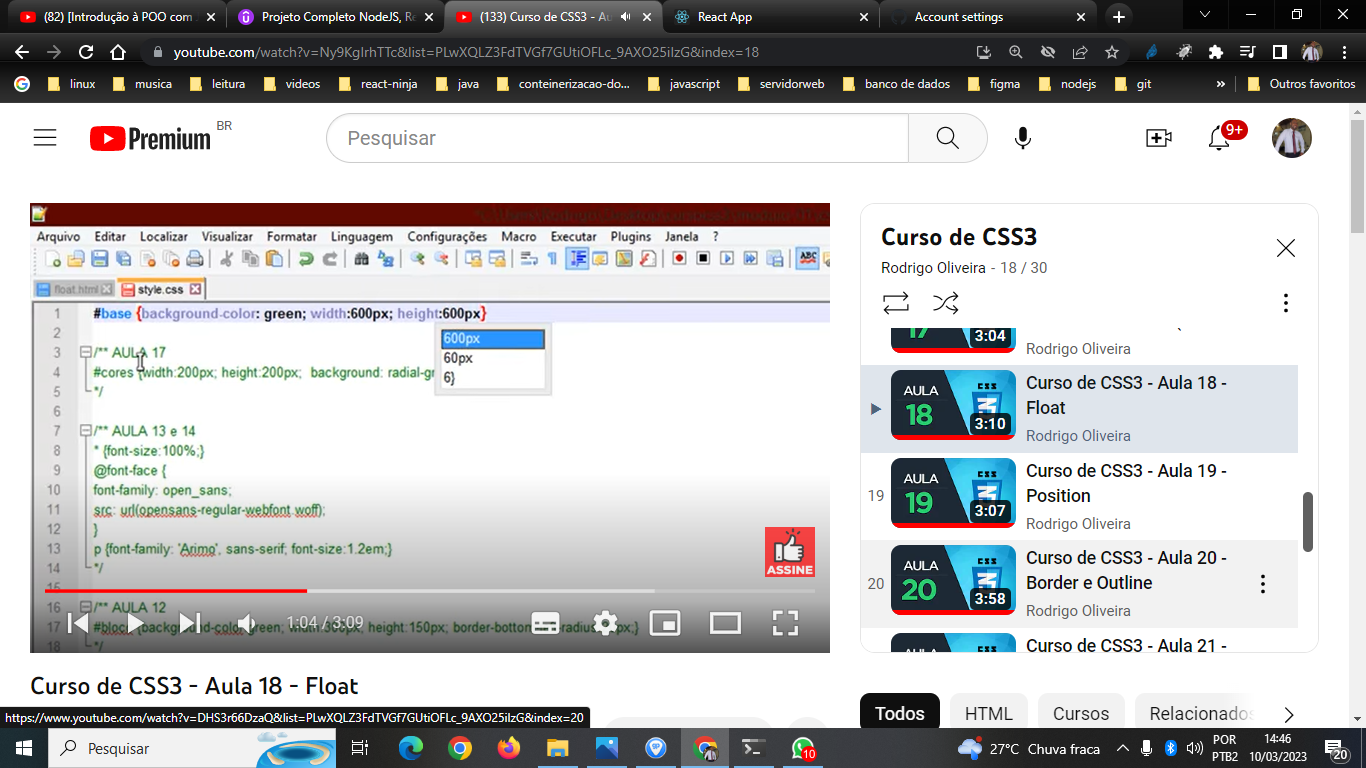 (82) [Introdução à POO com
Projeto Completo NodeJS, Re
(133) Curso de CSS3 - Au
React App
Account settings
youtube.com/watch?v=Ny9KgIrhTTc&list=PLwXQLZ3FdTVGf7GUtiOFLc_9AXO25iIzG&index=18
linux
musica
leitura
videos
react-ninja
java
conteinerizacao-do...
javascript
servidorweb
banco de dados
figma
nodejs
git
»
Outros favoritos
Premium
BR
Pesquisar
9+
Arquivo Editar Localizar Visualizar Formatar Linguagem Configurações Macro Executar Plugins Janela ?
float.html
style.css
1 #base {background-color: green; width:600px; height:600px}
600px
60px
6}
2
3 /** AULA 17
4 #cores {width:200px; height:200px; background: radial-gr
5 */
6
7 /** AULA 13 e 14
8 * {font-size:100%;}
9 @font-face {
10 font-family: open_sans;
11 src: url(opensans-regular-webfont.woff);
12 }
13 p {font-family: 'Arimo', sans-serif; font-size:1.2em;}
14 */
15
16 /** AULA 12
17 #bloco {background-color:green; width:300px; height:150px; border-bottom
18 */
ASSINE
1:04 / 3:09
Curso de CSS3 - Aula 18 - Float
Curso de CSS3
Rodrigo Oliveira - 18 / 30
17
3:04
Rodrigo Oliveira
AULA
18
CSS
3:10
Curso de CSS3 - Aula 18 -
Float
Rodrigo Oliveira
19
AULA
19
CSS
3:07
Curso de CSS3 - Aula 19 -
Position
Rodrigo Oliveira
20
AULA
20
CSS
3:58
Curso de CSS3 - Aula 20 -
Border e Outline
Rodrigo Oliveira
AULA
CSS
Curso de CSS3 - Aula 21 -
Todos
HTML
Cursos
Relacionados
https://www.youtube.com/watch?v=DHS3r66DzaQ&list=PLwXQLZ3FdTVGf7GUtiOFLc_9AXO25iIzG&index=20
Pesquisar
10
27°C Chuva fraca
POR
PTB2
14:46
10/03/2023
20